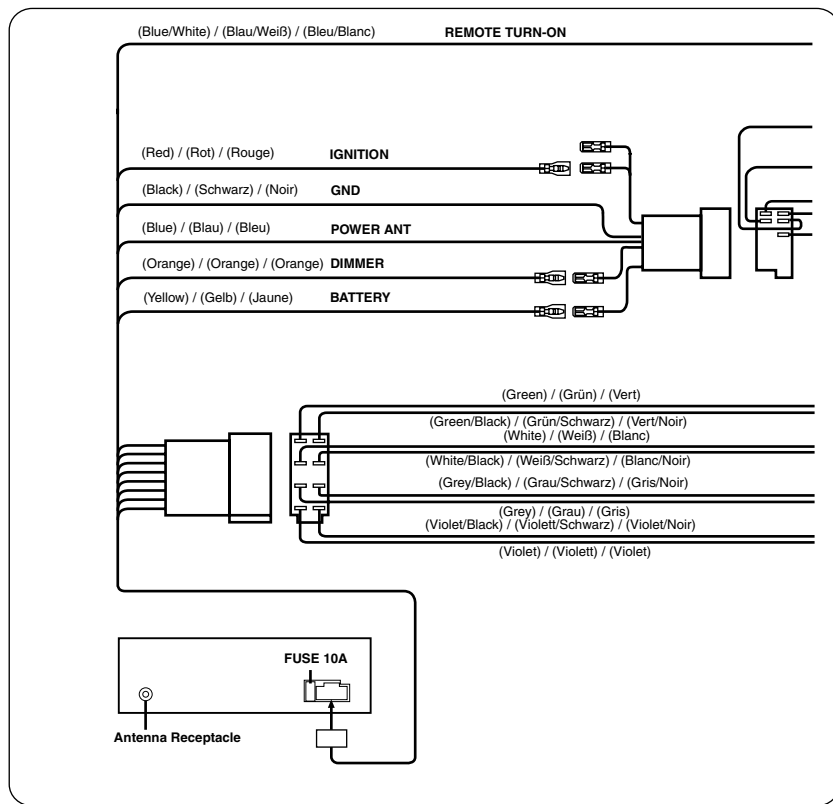 (Blue/White) / (Blau/Weiß) / (Bleu/Blanc) REMOTE TURN-ON
(Red) / (Rot) / (Rouge) IGNITION
(Black) / (Schwarz) / (Noir) GND
(Blue) / (Blau) / (Bleu) POWER ANT
(Orange) / (Orange) / (Orange) DIMMER
(Yellow) / (Gelb) / (Jaune) BATTERY
(Green) / (Grün) / (Vert)
(Green/Black) / (Grün/Schwarz) / (Vert/Noir)
(White) / (Weiß) / (Blanc)
(White/Black) / (Weiß/Schwarz) / (Blanc/Noir)
(Grey/Black) / (Grau/Schwarz) / (Gris/Noir)
(Grey) / (Grau) / (Gris)
(Violet/Black) / (Violett/Schwarz) / (Violet/Noir)
(Violet) / (Violett) / (Violet)
FUSE 10A
Antenna Receptacle